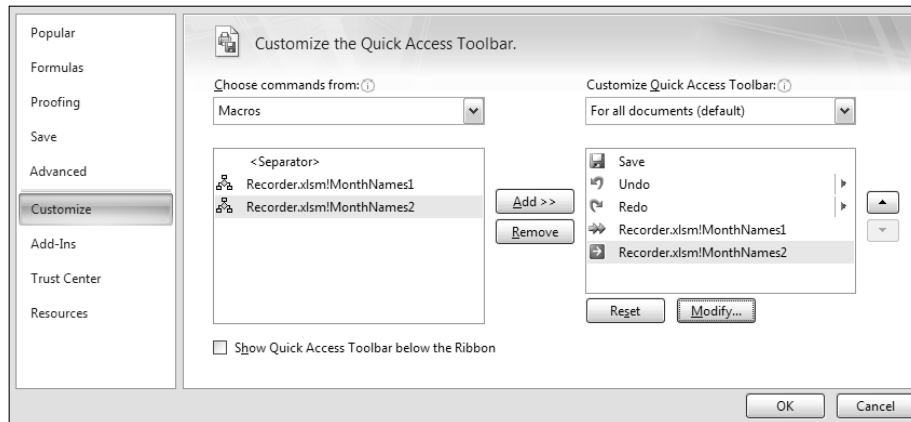 Popular
Formulas
Proofing
Save
Advanced
Customize
Add-Ins
Trust Center
Resources
Customize the Quick Access Toolbar.
Choose commands from:
Macros
<Separator>
Recorder.xlsm!MonthNames1
Recorder.xlsm!MonthNames2
Add >>
Remove
Customize Quick Access Toolbar:
For all documents (default)
Save
Undo
Redo
Recorder.xlsm!MonthNames1
Recorder.xlsm!MonthNames2
Reset
Modify...
Show Quick Access Toolbar below the Ribbon
OK
Cancel